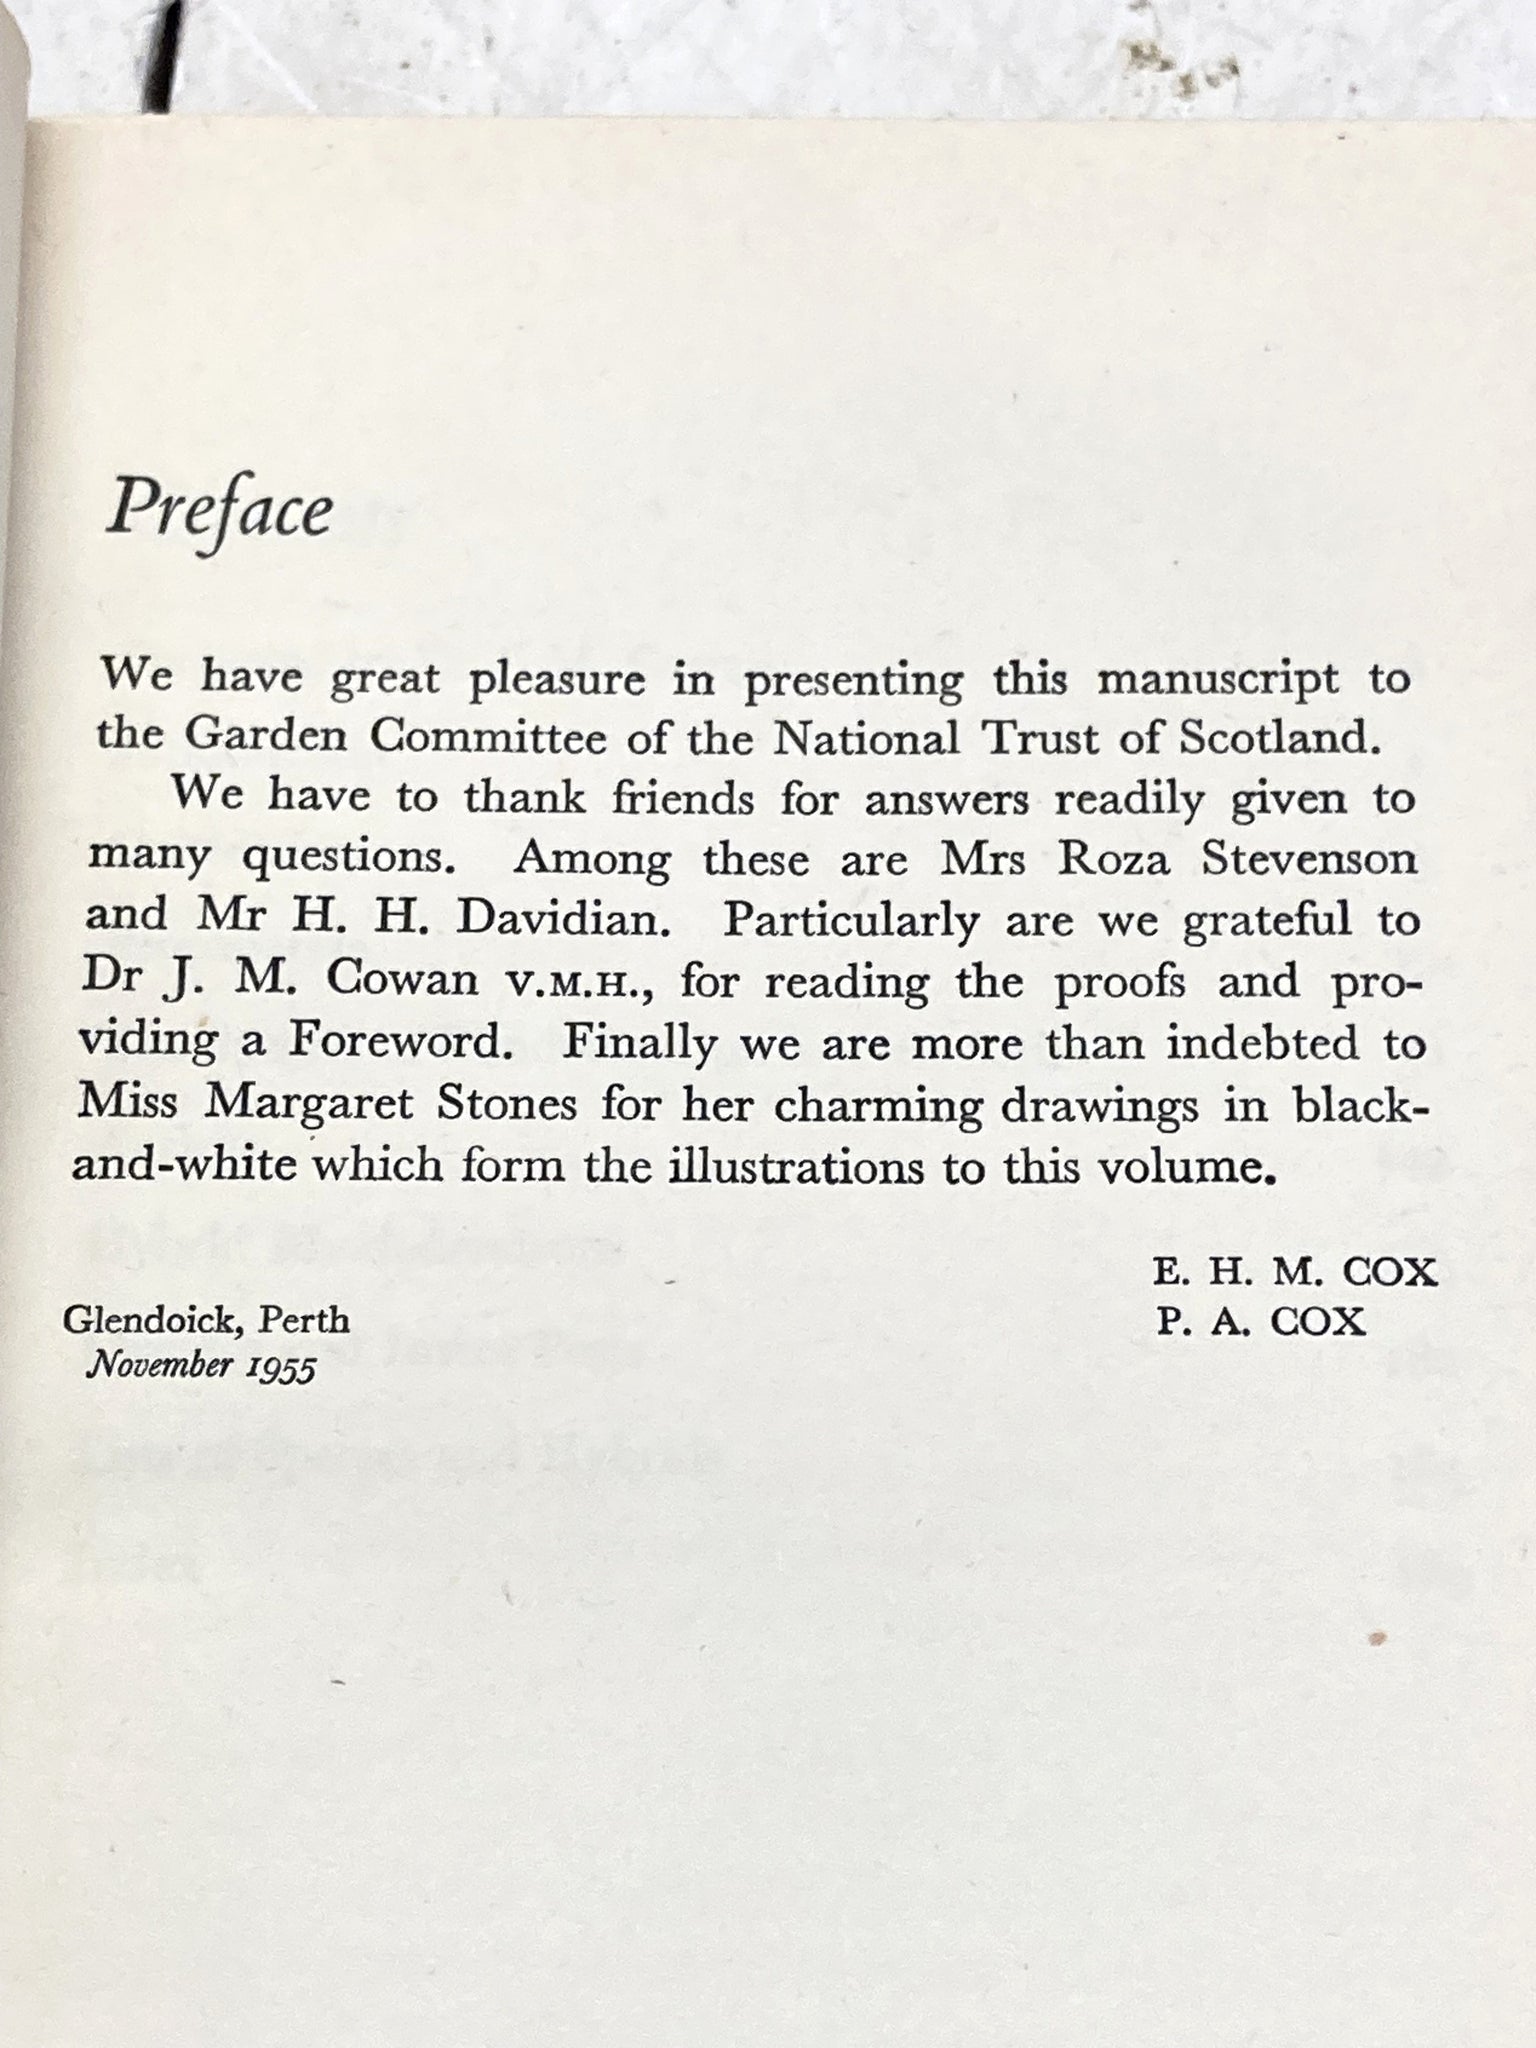 Preface
We have great pleasure in presenting this manuscript to
the Garden Committee of the National Trust of Scotland.
We have to thank friends for answers readily given to
many questions. Among these are Mrs Roza Stevenson
and Mr H. H. Davidian. Particularly are we grateful to
Dr J. M. Cowan V.M.H., for reading the proofs and pro-
viding a Foreword. Finally we are more than indebted to
Miss Margaret Stones for her charming drawings in black-
and-white which form the illustrations to this volume.
E. H. M. COX
P. A. COX
Glendoick, Perth
November 1955